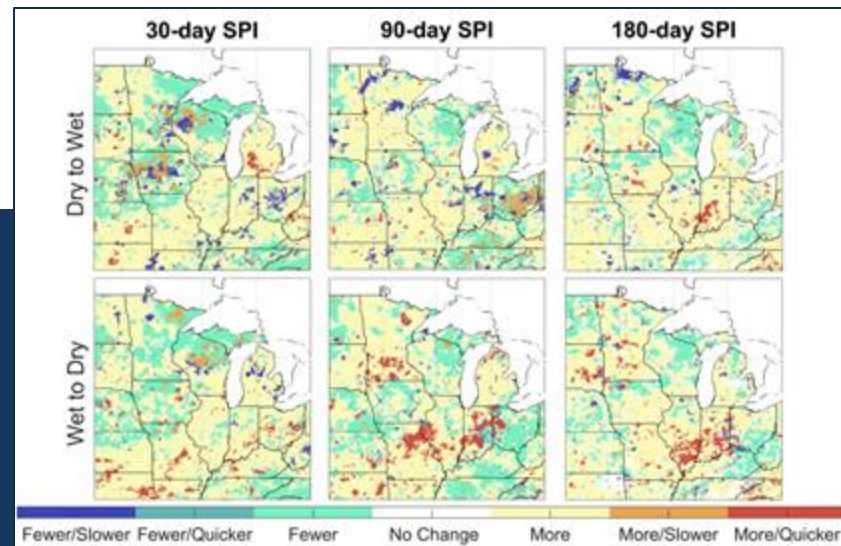 30-day SPI 90-day SPI 180-day SPI
Dry to Wet
Wet to Dry
Fewer/Slower Fewer/Quicker Fewer No Change More More/Slower More/Quicker